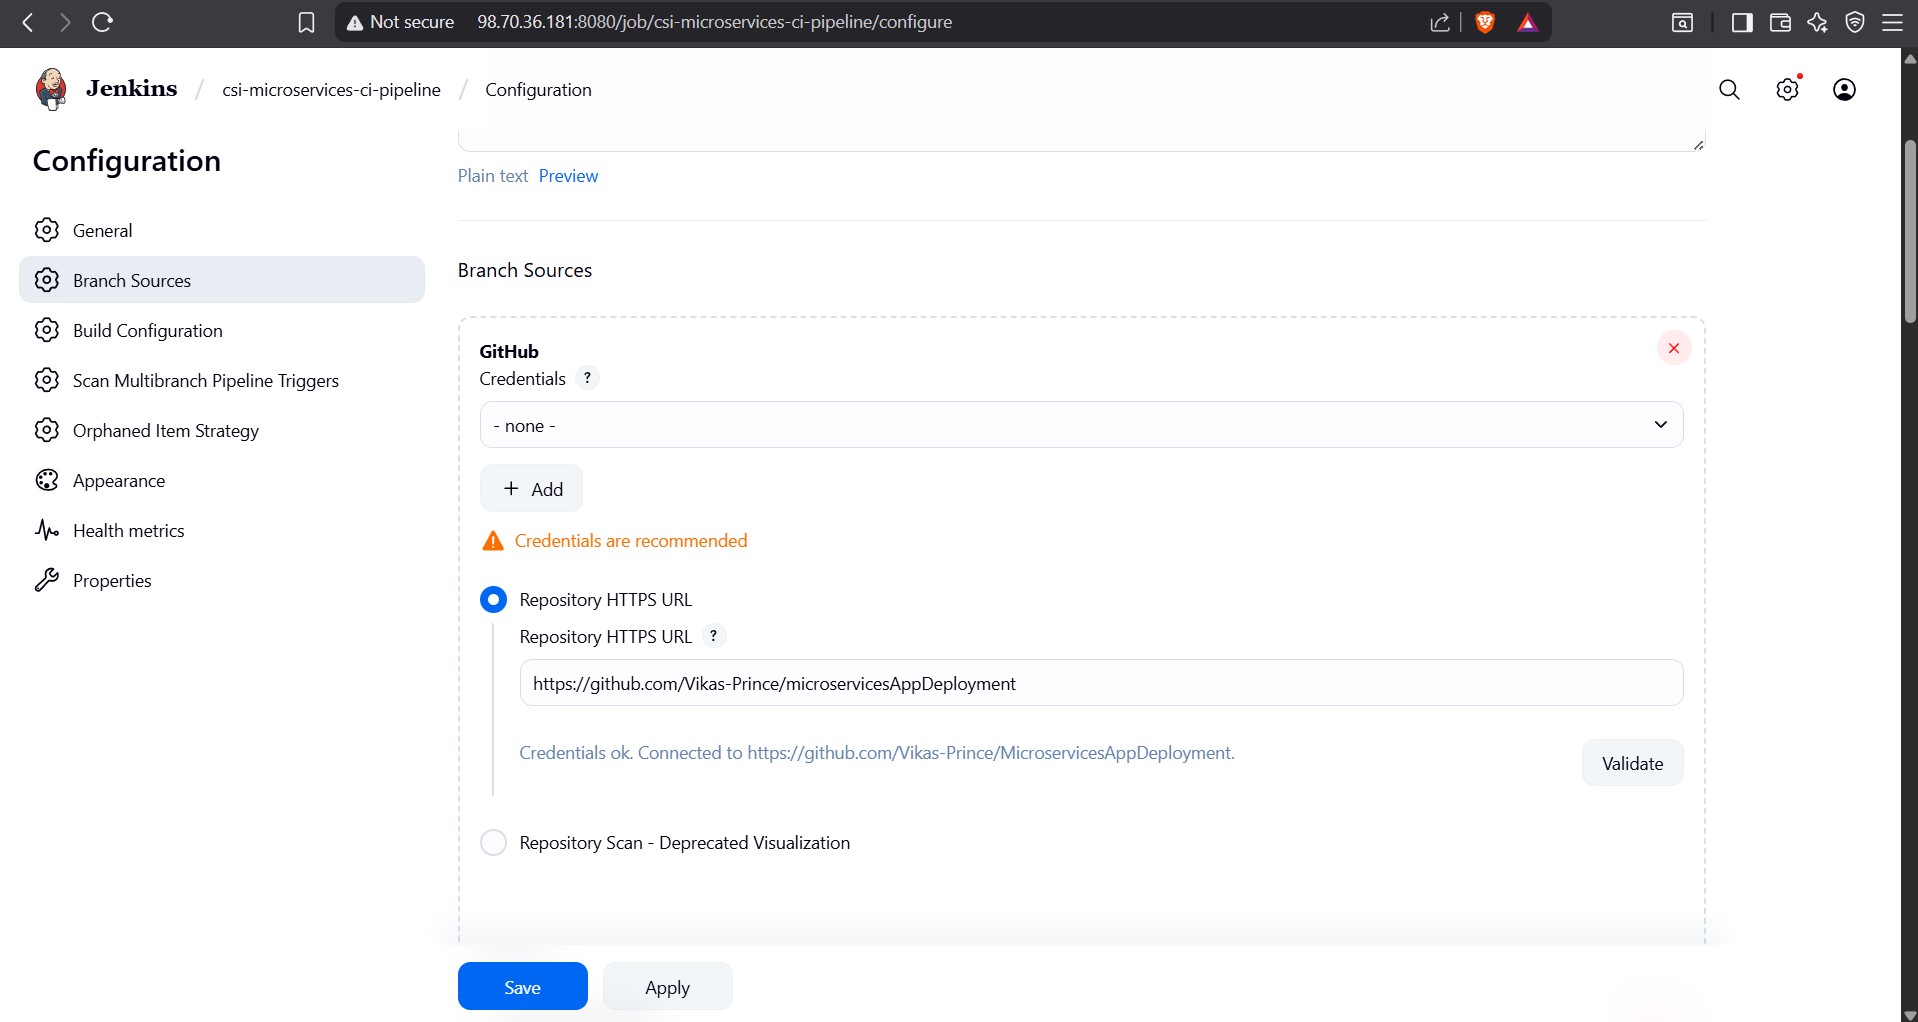 Not secure 98.70.36.181:8080/job/csi-microservices-ci-pipeline/configure
Jenkins / csi-microservices-ci-pipeline / Configuration
Configuration
General
Branch Sources
Build Configuration
Scan Multibranch Pipeline Triggers
Orphaned Item Strategy
Appearance
Health metrics
Properties
Plain text Preview
Branch Sources
GitHub
Credentials ?
- none -
+ Add
Credentials are recommended
Repository HTTPS URL
Repository HTTPS URL ?
https://github.com/Vikas-Prince/microservicesAppDeployment
Credentials ok. Connected to https://github.com/Vikas-Prince/MicroservicesAppDeployment.
Validate
Repository Scan - Deprecated Visualization
Save Apply